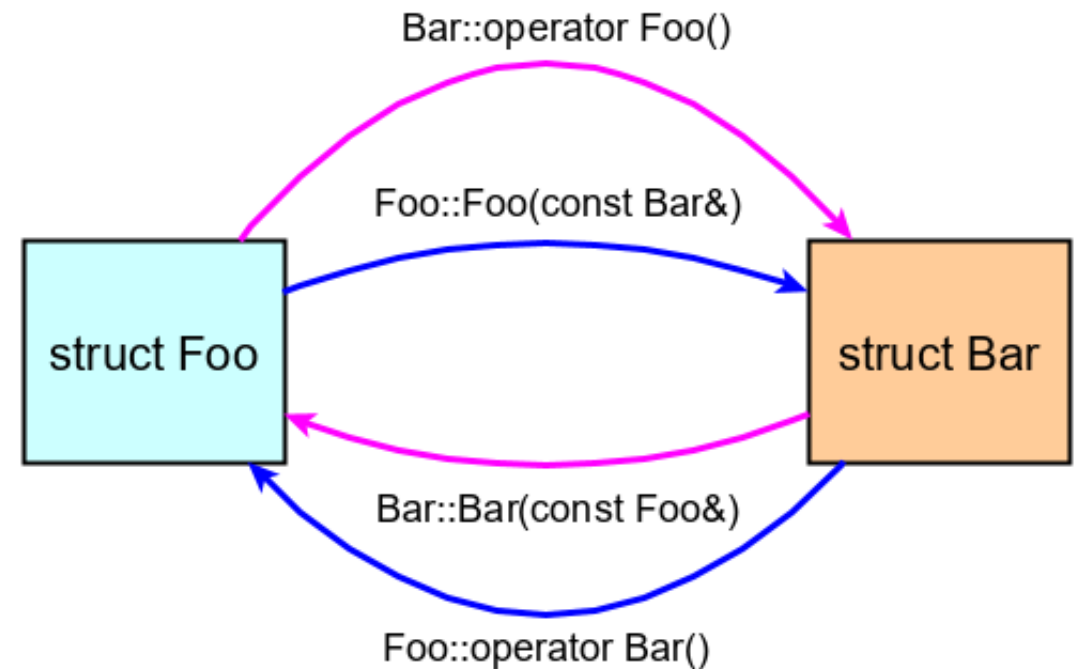 Bar::operator Foo()
Foo::Foo(const Bar&)
struct Foo
struct Bar
Bar::Bar(const Foo&)
Foo::operator Bar()